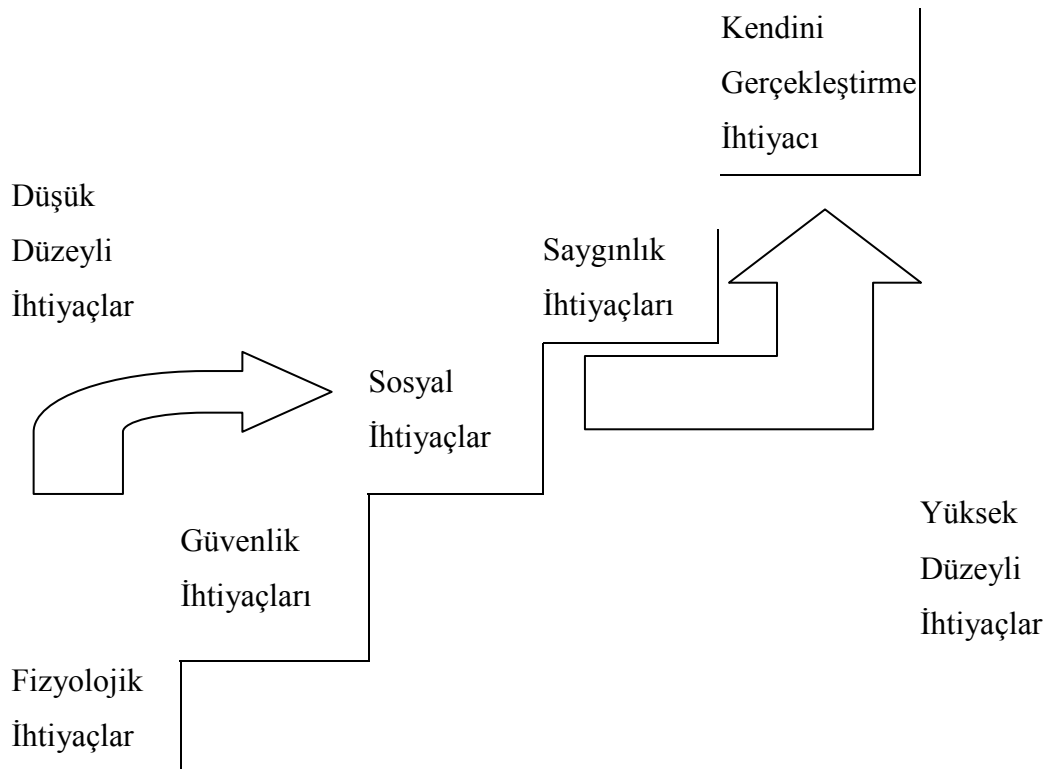 Kendini
Gerçekleştirme
İhtiyacı
Düşük
Düzeyli
İhtiyaçlar
Saygınlık
İhtiyaçları
Sosyal
İhtiyaçlar
Güvenlik
İhtiyaçları
Yüksek
Düzeyli
İhtiyaçlar
Fizyolojik
İhtiyaçlar